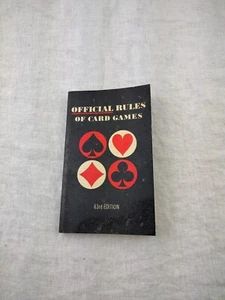 OFFICIAL RULES
OF CARD GAMES
43rd EDITION